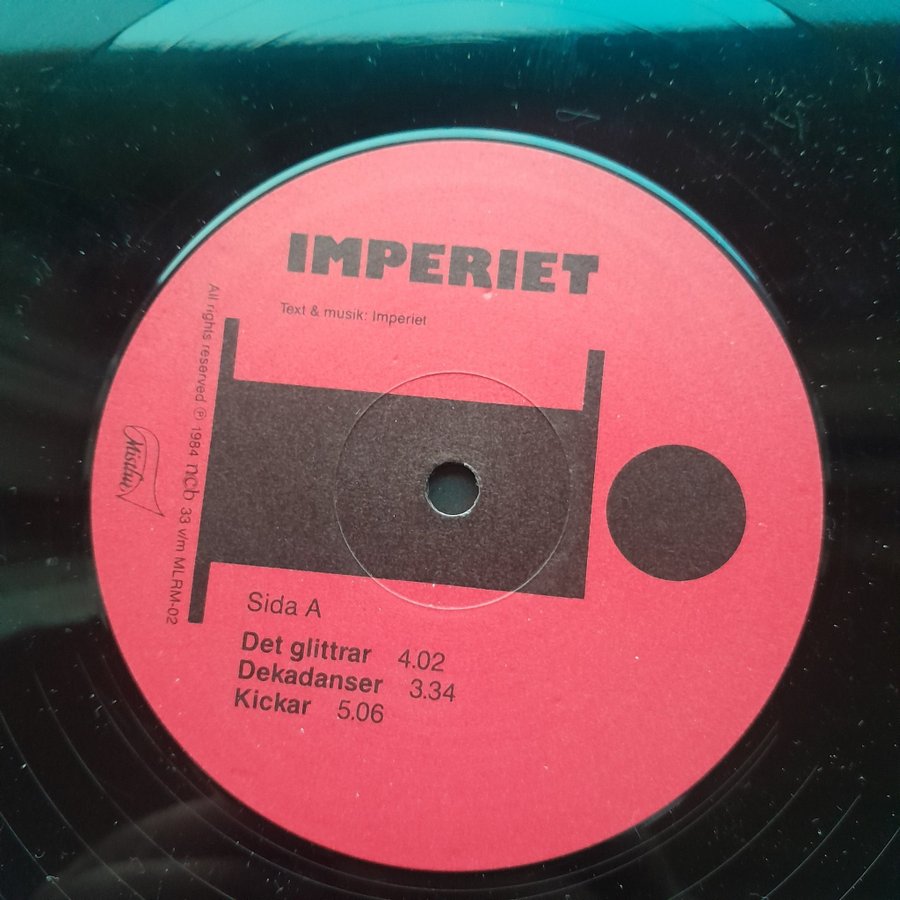 IMPERIET
Text & musik: Imperiet
All rights reserved ℗ 1984 ncb 33 v/m MLRM-02
Mistlur
Sida A
Det glittrar 4.02
Dekadanser 3.34
Kickar 5.06